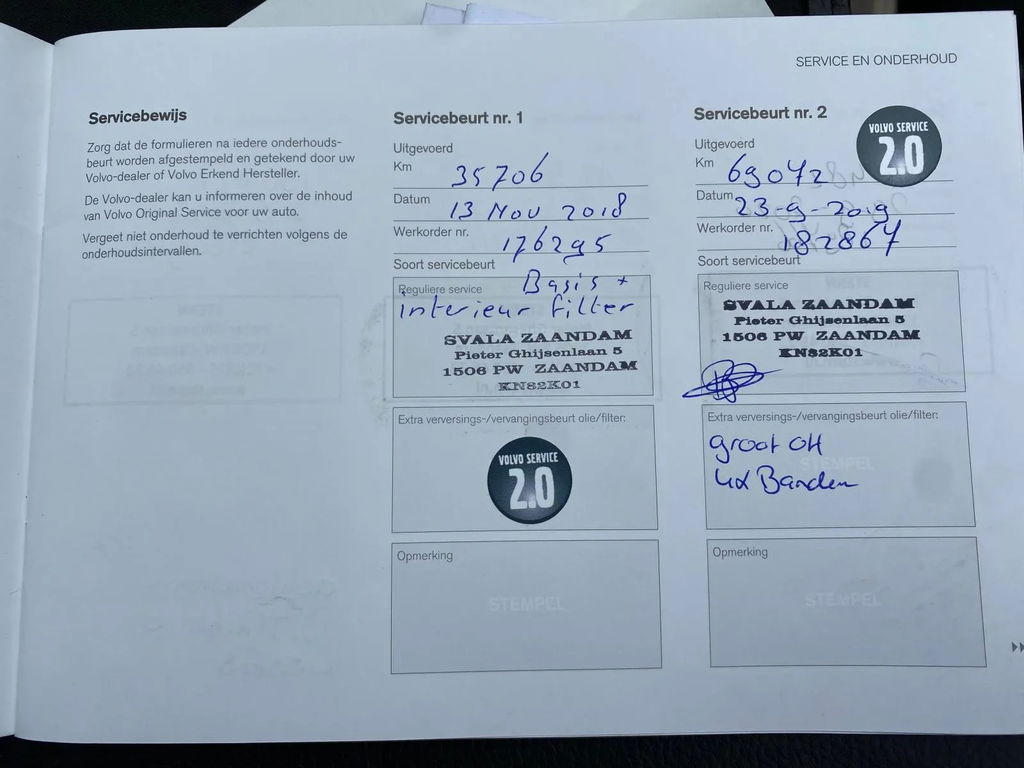 SERVICE EN ONDERHOUD
Servicebewijs
Zorg dat de formulieren na iedere onderhouds-
beurt worden afgestempeld en getekend door uw
Volvo-dealer of Volvo Erkend Hersteller.
De Volvo-dealer kan u informeren over de inhoud
van Volvo Original Service voor uw auto.
Vergeet niet onderhoud te verrichten volgens de
onderhoudsintervallen.
Servicebeurt nr. 1
Uitgevoerd
Km 35706
Datum 13 Nov 2018
Werkorder nr. 176295
Soort servicebeurt
Reguliere service Basis +
interieur filter
SVALA ZAANDAM
Pieter Ghijsenlaan 5
1506 PW ZAANDAM
KN82K01
Extra verversings-/vervangingsbeurt olie/filter:
VOLVO SERVICE
2.0
Opmerking
STEMPEL
Servicebeurt nr. 2
VOLVO SERVICE
2.0
Uitgevoerd
Km 69072
Datum 23-9-2019
Werkorder nr. 182867
Soort servicebeurt
Reguliere service
SVALA ZAANDAM
Pieter Ghijsenlaan 5
1506 PW ZAANDAM
KN82K01
Extra verversings-/vervangingsbeurt olie/filter:
groot OH
STEMPEL
4x Banden
Opmerking
STEMPEL